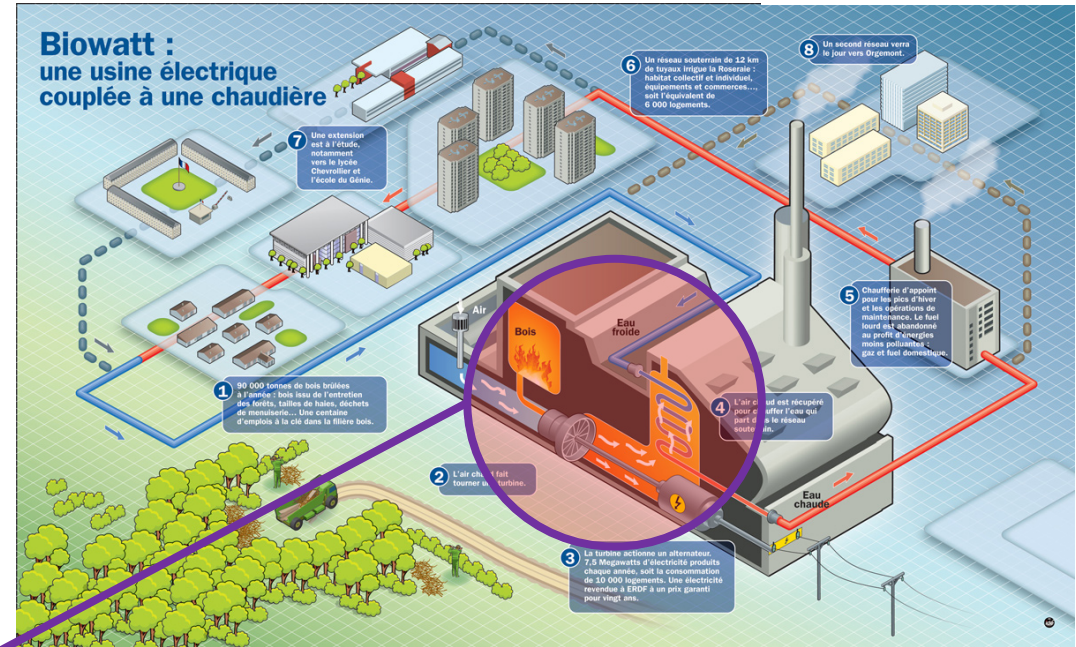 Biowatt :
une usine électrique
couplée à une chaudière
1
90 000 tonnes de bois brûlées
à l'année : bois issu de l'entretien
des forêts, tailles de haies, déchets
de menuiserie... Une centaine
d'emplois à la clé dans la filière bois.
2
L'air chaud fait
tourner une turbine.
3
La turbine actionne un alternateur.
7,5 Megawatts d'électricité produits
chaque année, soit la consommation
de 10 000 logements. Une électricité
revendue à ERDF à un prix garanti
pour vingt ans.
4
L'air chaud est récupéré
pour chauffer l'eau qui
part dans le réseau
souterrain.
5
Chaufferie d'appoint
pour les pics d'hiver
et les opérations de
maintenance. Le fuel
lourd est abandonné
au profit d'énergies
moins polluantes :
gaz et fuel domestique.
6
Un réseau souterrain de 12 km
de tuyaux irrigue la Roseraie :
habitat collectif et individuel,
équipements et commerces...,
soit l'équivalent de
6 000 logements.
7
Une extension
est à l'étude,
notamment
vers le lycée
Chevrollier et
l'école du Génie.
8
Un second réseau verra
le jour vers Orgemont.
Air
Bois
Eau
froide
Eau
chaude